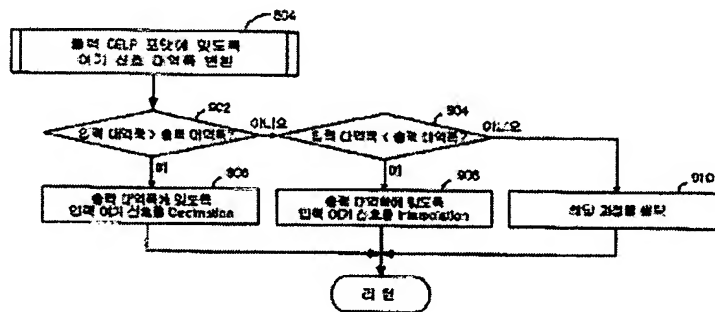 804
출력 CELP 포맷에 맞도록
여기 신호 대역폭 변환
902
입력 대역폭 > 출력 대역폭?
아니요
904
입력 대역폭 < 출력 대역폭?
아니요
예
906
출력 대역폭에 맞도록
입력 여기 신호를 Decimation
예
908
출력 대역폭에 맞도록
입력 여기 신호를 Interpolation
910
해당 과정을 생략
리턴